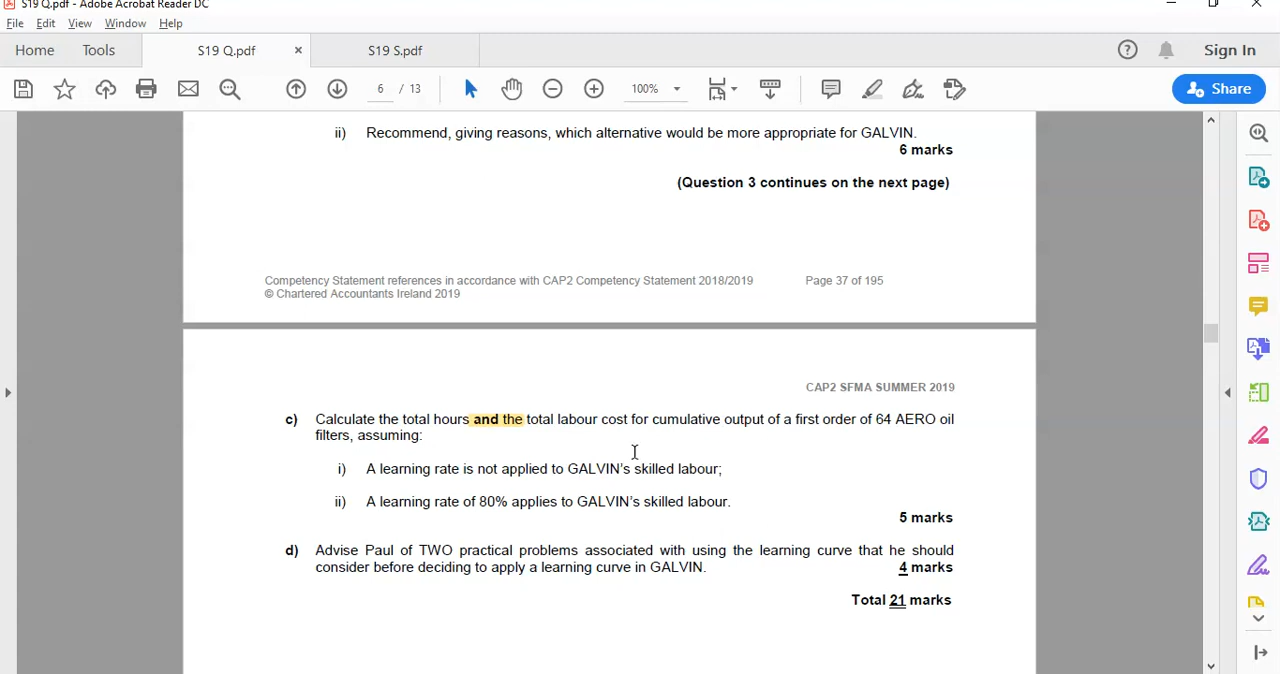 S19 Q.pdf - Adobe Acrobat Reader DC
File Edit View Window Help
Home Tools S19 Q.pdf × S19 S.pdf Sign In
6 / 13 100% Share
ii) Recommend, giving reasons, which alternative would be more appropriate for GALVIN.
6 marks
(Question 3 continues on the next page)
Competency Statement references in accordance with CAP2 Competency Statement 2018/2019 Page 37 of 195
© Chartered Accountants Ireland 2019
CAP2 SFMA SUMMER 2019
c) Calculate the total hours and the total labour cost for cumulative output of a first order of 64 AERO oil
filters, assuming:
i) A learning rate is not applied to GALVIN's skilled labour;
ii) A learning rate of 80% applies to GALVIN's skilled labour.
5 marks
d) Advise Paul of TWO practical problems associated with using the learning curve that he should
consider before deciding to apply a learning curve in GALVIN. 4 marks
Total 21 marks